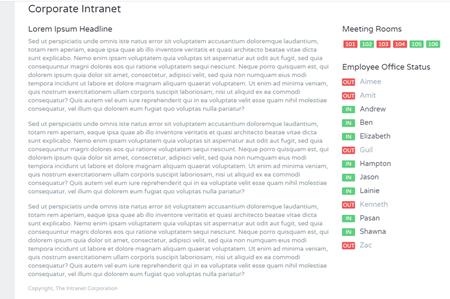 Corporate Intranet
Lorem Ipsum Headline
Sed ut perspiciatis unde omnis iste natus error sit voluptatem accusantium doloremque laudantium,
totam rem aperiam, eaque ipsa quae ab illo inventore veritatis et quasi architecto beatae vitae dicta
sunt explicabo. Nemo enim ipsam voluptatem quia voluptas sit aspernatur aut odit aut fugit, sed quia
consequuntur magni dolores eos qui ratione voluptatem sequi nesciunt. Neque porro quisquam est, qui
dolorem ipsum quia dolor sit amet, consectetur, adipisci velit, sed quia non numquam eius modi
tempora incidunt ut labore et dolore magnam aliquam quaerat voluptatem. Ut enim ad minima veniam,
quis nostrum exercitationem ullam corporis suscipit laboriosam, nisi ut aliquid ex ea commodi
consequatur? Quis autem vel eum iure reprehenderit qui in ea voluptate velit esse quam nihil molestiae
consequatur, vel illum qui dolorem eum fugiat quo voluptas nulla pariatur?
Sed ut perspiciatis unde omnis iste natus error sit voluptatem accusantium doloremque laudantium,
totam rem aperiam, eaque ipsa quae ab illo inventore veritatis et quasi architecto beatae vitae dicta
sunt explicabo. Nemo enim ipsam voluptatem quia voluptas sit aspernatur aut odit aut fugit, sed quia
consequuntur magni dolores eos qui ratione voluptatem sequi nesciunt. Neque porro quisquam est, qui
dolorem ipsum quia dolor sit amet, consectetur, adipisci velit, sed quia non numquam eius modi
tempora incidunt ut labore et dolore magnam aliquam quaerat voluptatem. Ut enim ad minima veniam,
quis nostrum exercitationem ullam corporis suscipit laboriosam, nisi ut aliquid ex ea commodi
consequatur? Quis autem vel eum iure reprehenderit qui in ea voluptate velit esse quam nihil molestiae
consequatur, vel illum qui dolorem eum fugiat quo voluptas nulla pariatur?
Sed ut perspiciatis unde omnis iste natus error sit voluptatem accusantium doloremque laudantium,
totam rem aperiam, eaque ipsa quae ab illo inventore veritatis et quasi architecto beatae vitae dicta
sunt explicabo. Nemo enim ipsam voluptatem quia voluptas sit aspernatur aut odit aut fugit, sed quia
consequuntur magni dolores eos qui ratione voluptatem sequi nesciunt. Neque porro quisquam est, qui
dolorem ipsum quia dolor sit amet, consectetur, adipisci velit, sed quia non numquam eius modi
tempora incidunt ut labore et dolore magnam aliquam quaerat voluptatem. Ut enim ad minima veniam,
quis nostrum exercitationem ullam corporis suscipit laboriosam, nisi ut aliquid ex ea commodi
consequatur? Quis autem vel eum iure reprehenderit qui in ea voluptate velit esse quam nihil molestiae
consequatur, vel illum qui dolorem eum fugiat quo voluptas nulla pariatur?
Copyright, The Intranet Corporation
Meeting Rooms
101 102 103 104 105 106
Employee Office Status
OUT Aimee
OUT Amit
IN Andrew
IN Ben
IN Elizabeth
OUT Guil
IN Hampton
IN Jason
IN Lainie
OUT Kenneth
IN Pasan
IN Shawna
OUT Zac